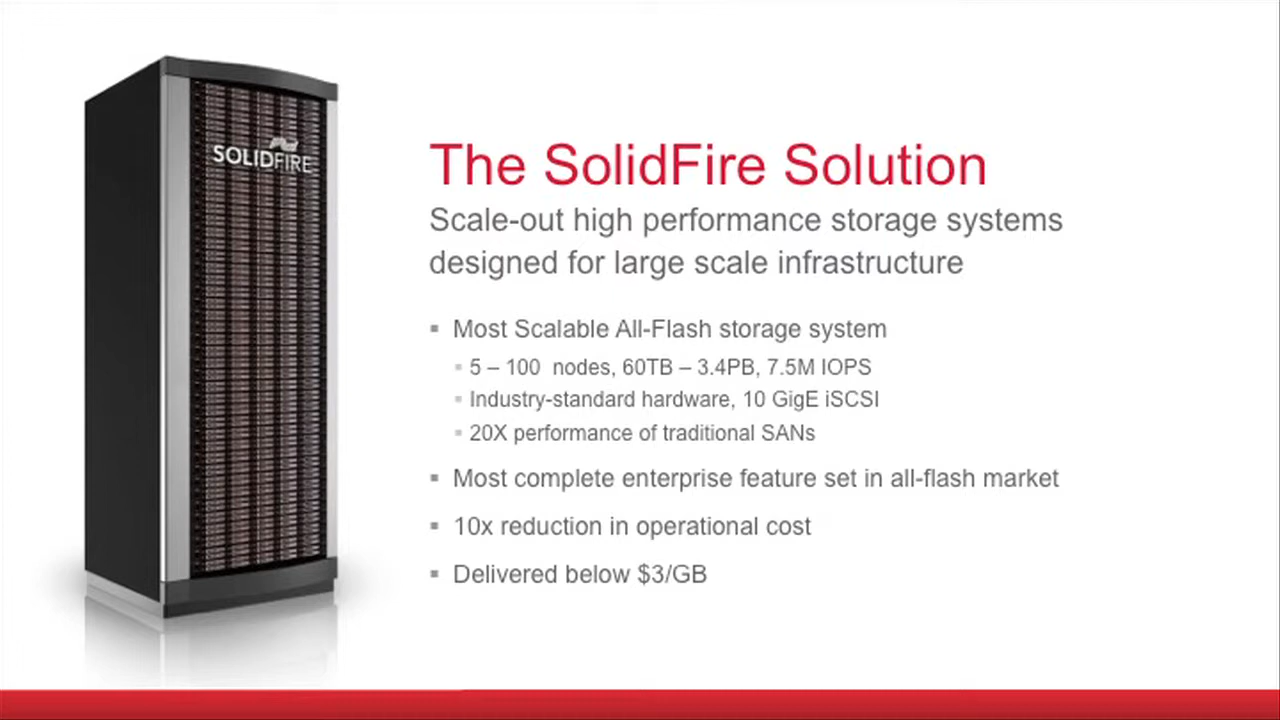 SOLIDFIRE
The SolidFire Solution
Scale-out high performance storage systems
designed for large scale infrastructure
▪ Most Scalable All-Flash storage system
▪ 5 – 100  nodes, 60TB – 3.4PB, 7.5M IOPS
▪ Industry-standard hardware, 10 GigE iSCSI
▪ 20X performance of traditional SANs
▪ Most complete enterprise feature set in all-flash market
▪ 10x reduction in operational cost
▪ Delivered below $3/GB